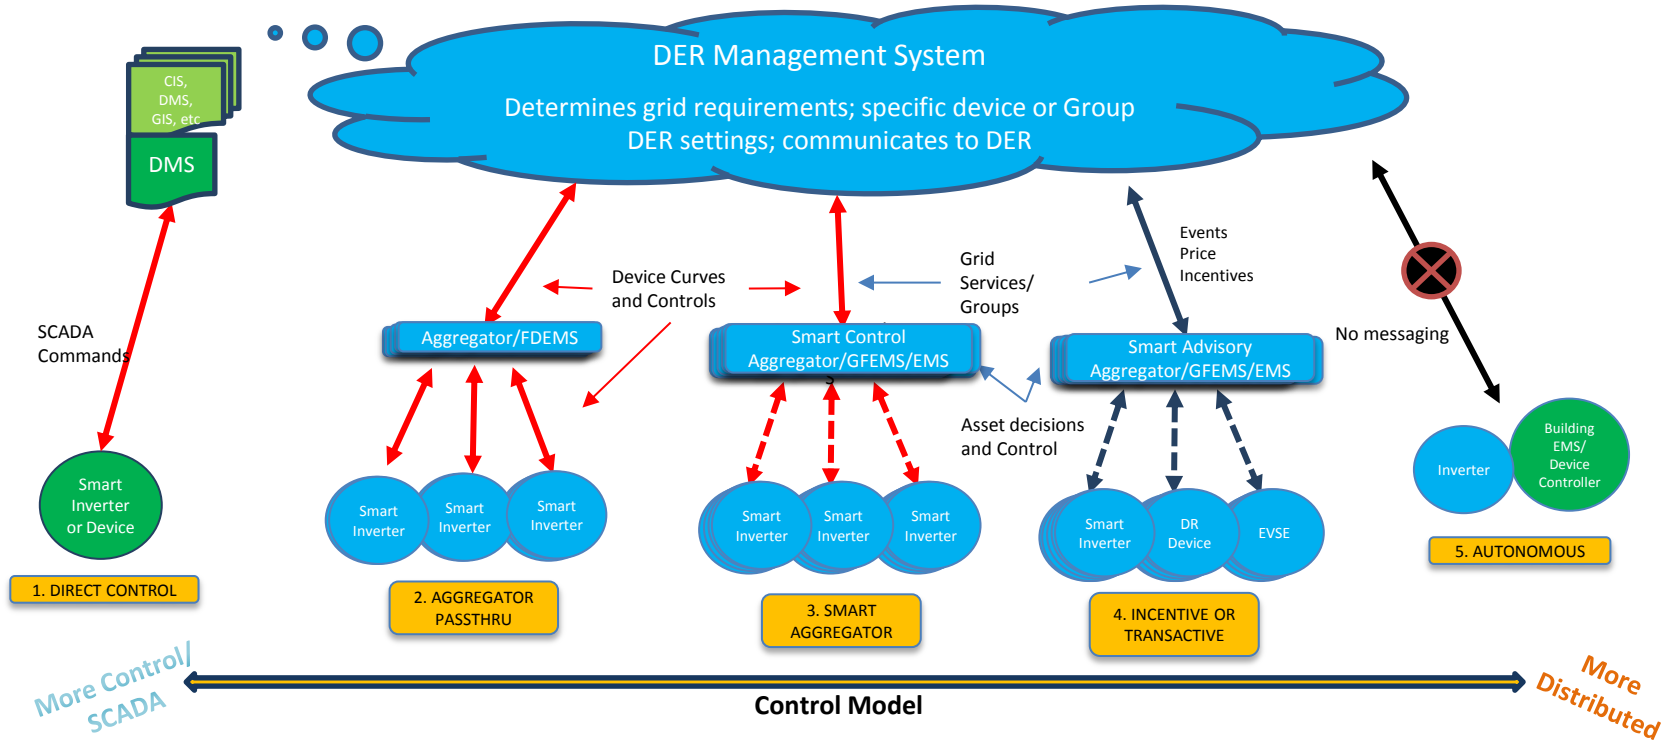 DER Management System
Determines grid requirements; specific device or Group
DER settings; communicates to DER
CIS,
DMS,
GIS, etc
DMS
SCADA
Commands
Device Curves
and Controls
Grid
Services/
Groups
Events
Price
Incentives
No messaging
Aggregator/FDEMS
Smart Control
Aggregator/GFEMS/EMS
s
Smart Advisory
Aggregator/GFEMS/EMS
Asset decisions
and Control
Smart
Inverter
or Device
Smart
Inverter
Smart
Inverter
Smart
Inverter
Smart
Inverter
Smart
Inverter
Smart
Inverter
Smart
Inverter
DR
Device
EVSE
Inverter
Building
EMS/
Device
Controller
1. DIRECT CONTROL
2. AGGREGATOR
PASSTHRU
3. SMART
AGGREGATOR
4. INCENTIVE OR
TRANSACTIVE
5. AUTONOMOUS
More Control/
SCADA
Control Model
More
Distributed